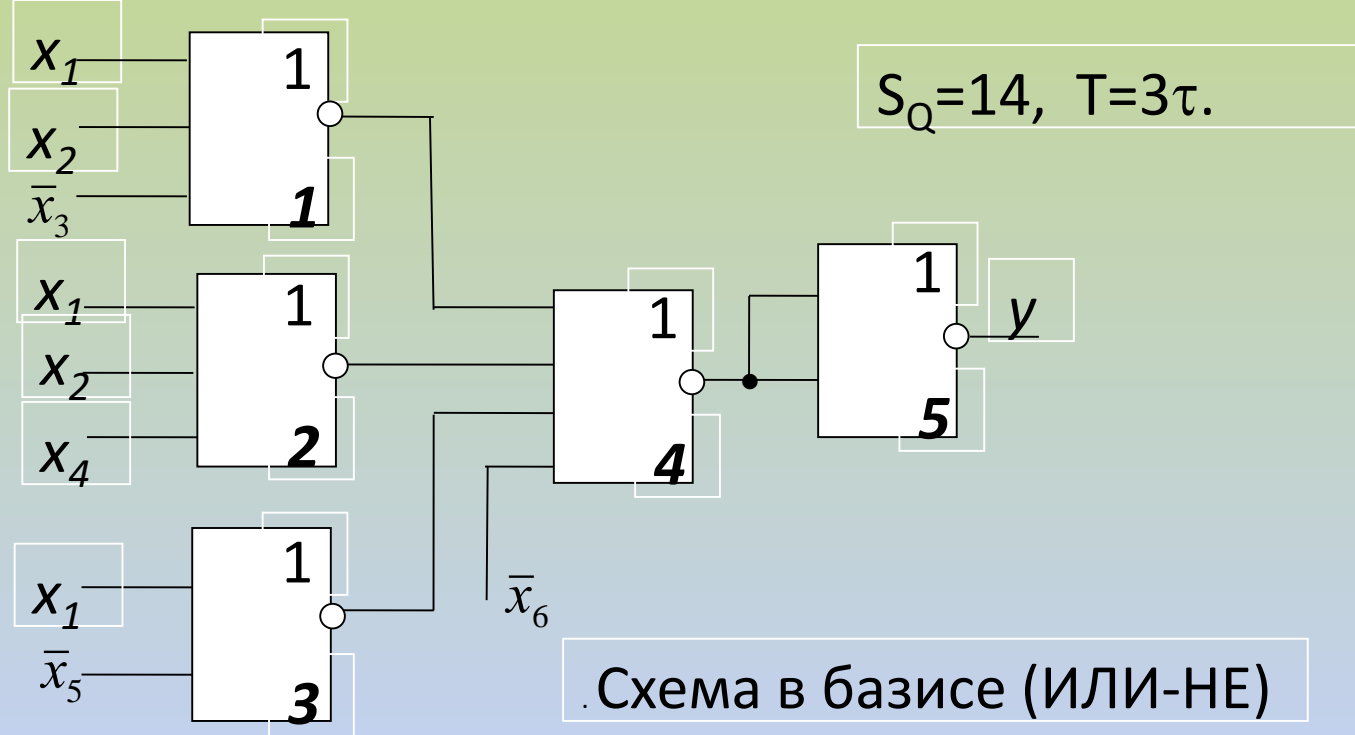 x₁
1
S_Q=14, T=3τ.
x₂
x̅₃
1
x₁
1
1
1
y
x₂
x₄
2
4
5
x₁
1
x̅₆
x̅₅
3
.Схема в базисе (ИЛИ-НЕ)